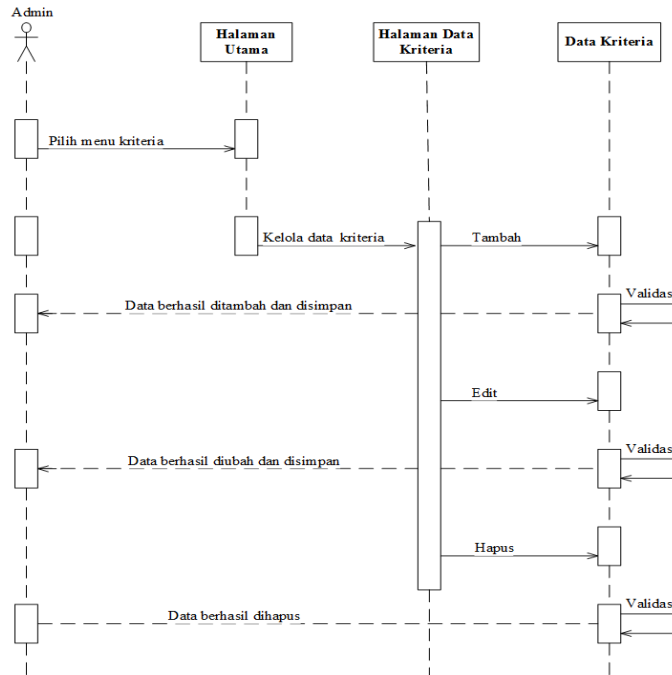 Admin
Halaman
Utama
Halaman Data
Kriteria
Data Kriteria
Pilih menu kriteria
Kelola data kriteria
Tambah
Data berhasil ditambah dan disimpan
Validas
Edit
Data berhasil diubah dan disimpan
Validas
Hapus
Data berhasil dihapus
Validas